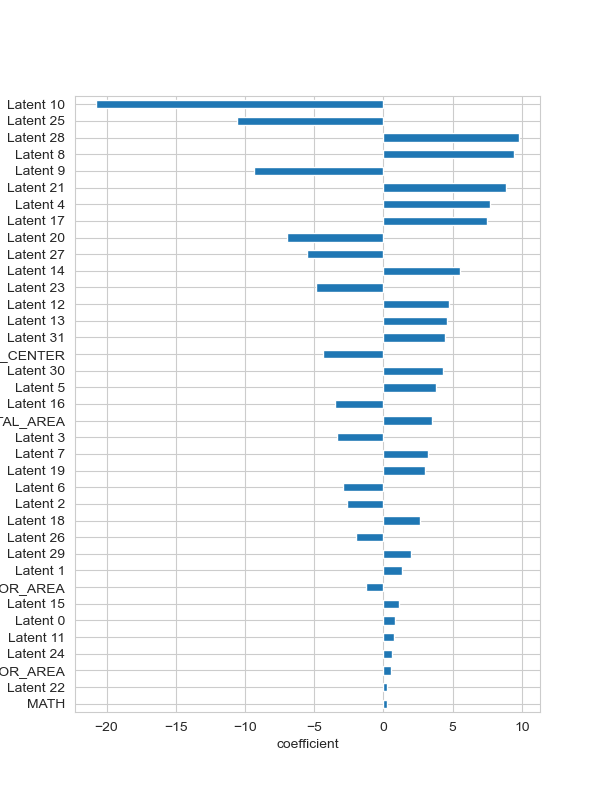 Latent 10
Latent 25
Latent 28
Latent 8
Latent 9
Latent 21
Latent 4
Latent 17
Latent 20
Latent 27
Latent 14
Latent 23
Latent 12
Latent 13
Latent 31
_CENTER
Latent 30
Latent 5
Latent 16
TAL_AREA
Latent 3
Latent 7
Latent 19
Latent 6
Latent 2
Latent 18
Latent 26
Latent 29
Latent 1
OR_AREA
Latent 15
Latent 0
Latent 11
Latent 24
OR_AREA
Latent 22
MATH
−20 −15 −10 −5 0 5 10
coefficient